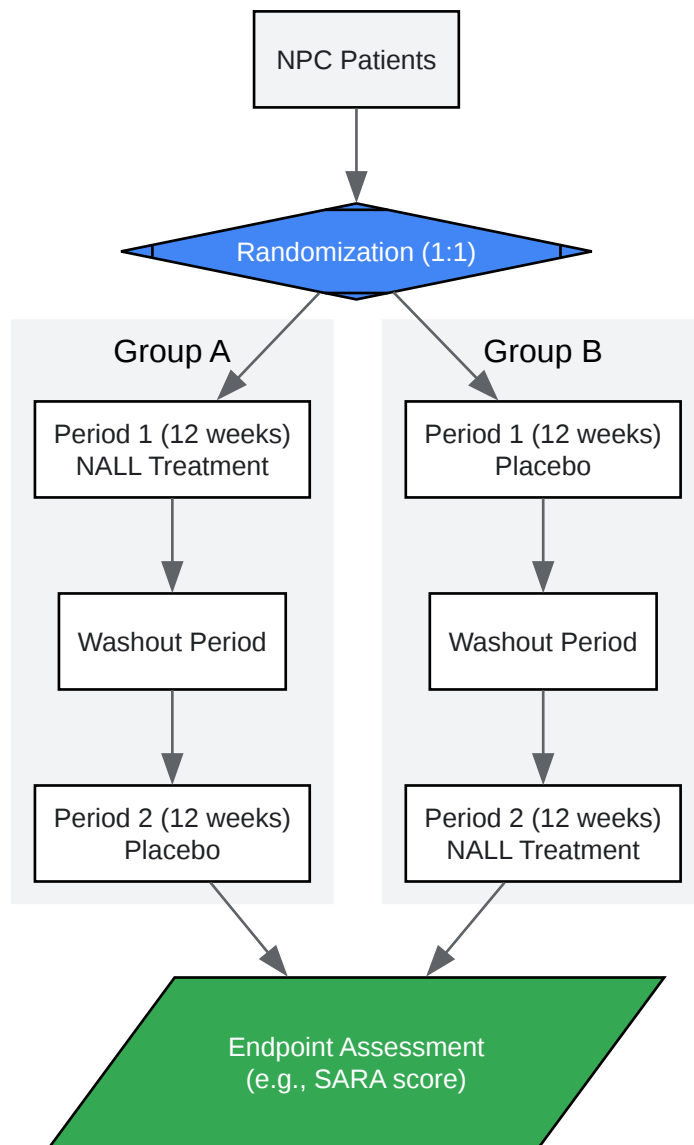 NPC Patients
Randomization (1:1)
Group A
Period 1 (12 weeks)
NALL Treatment
Washout Period
Period 2 (12 weeks)
Placebo
Group B
Period 1 (12 weeks)
Placebo
Washout Period
Period 2 (12 weeks)
NALL Treatment
Endpoint Assessment
(e.g., SARA score)